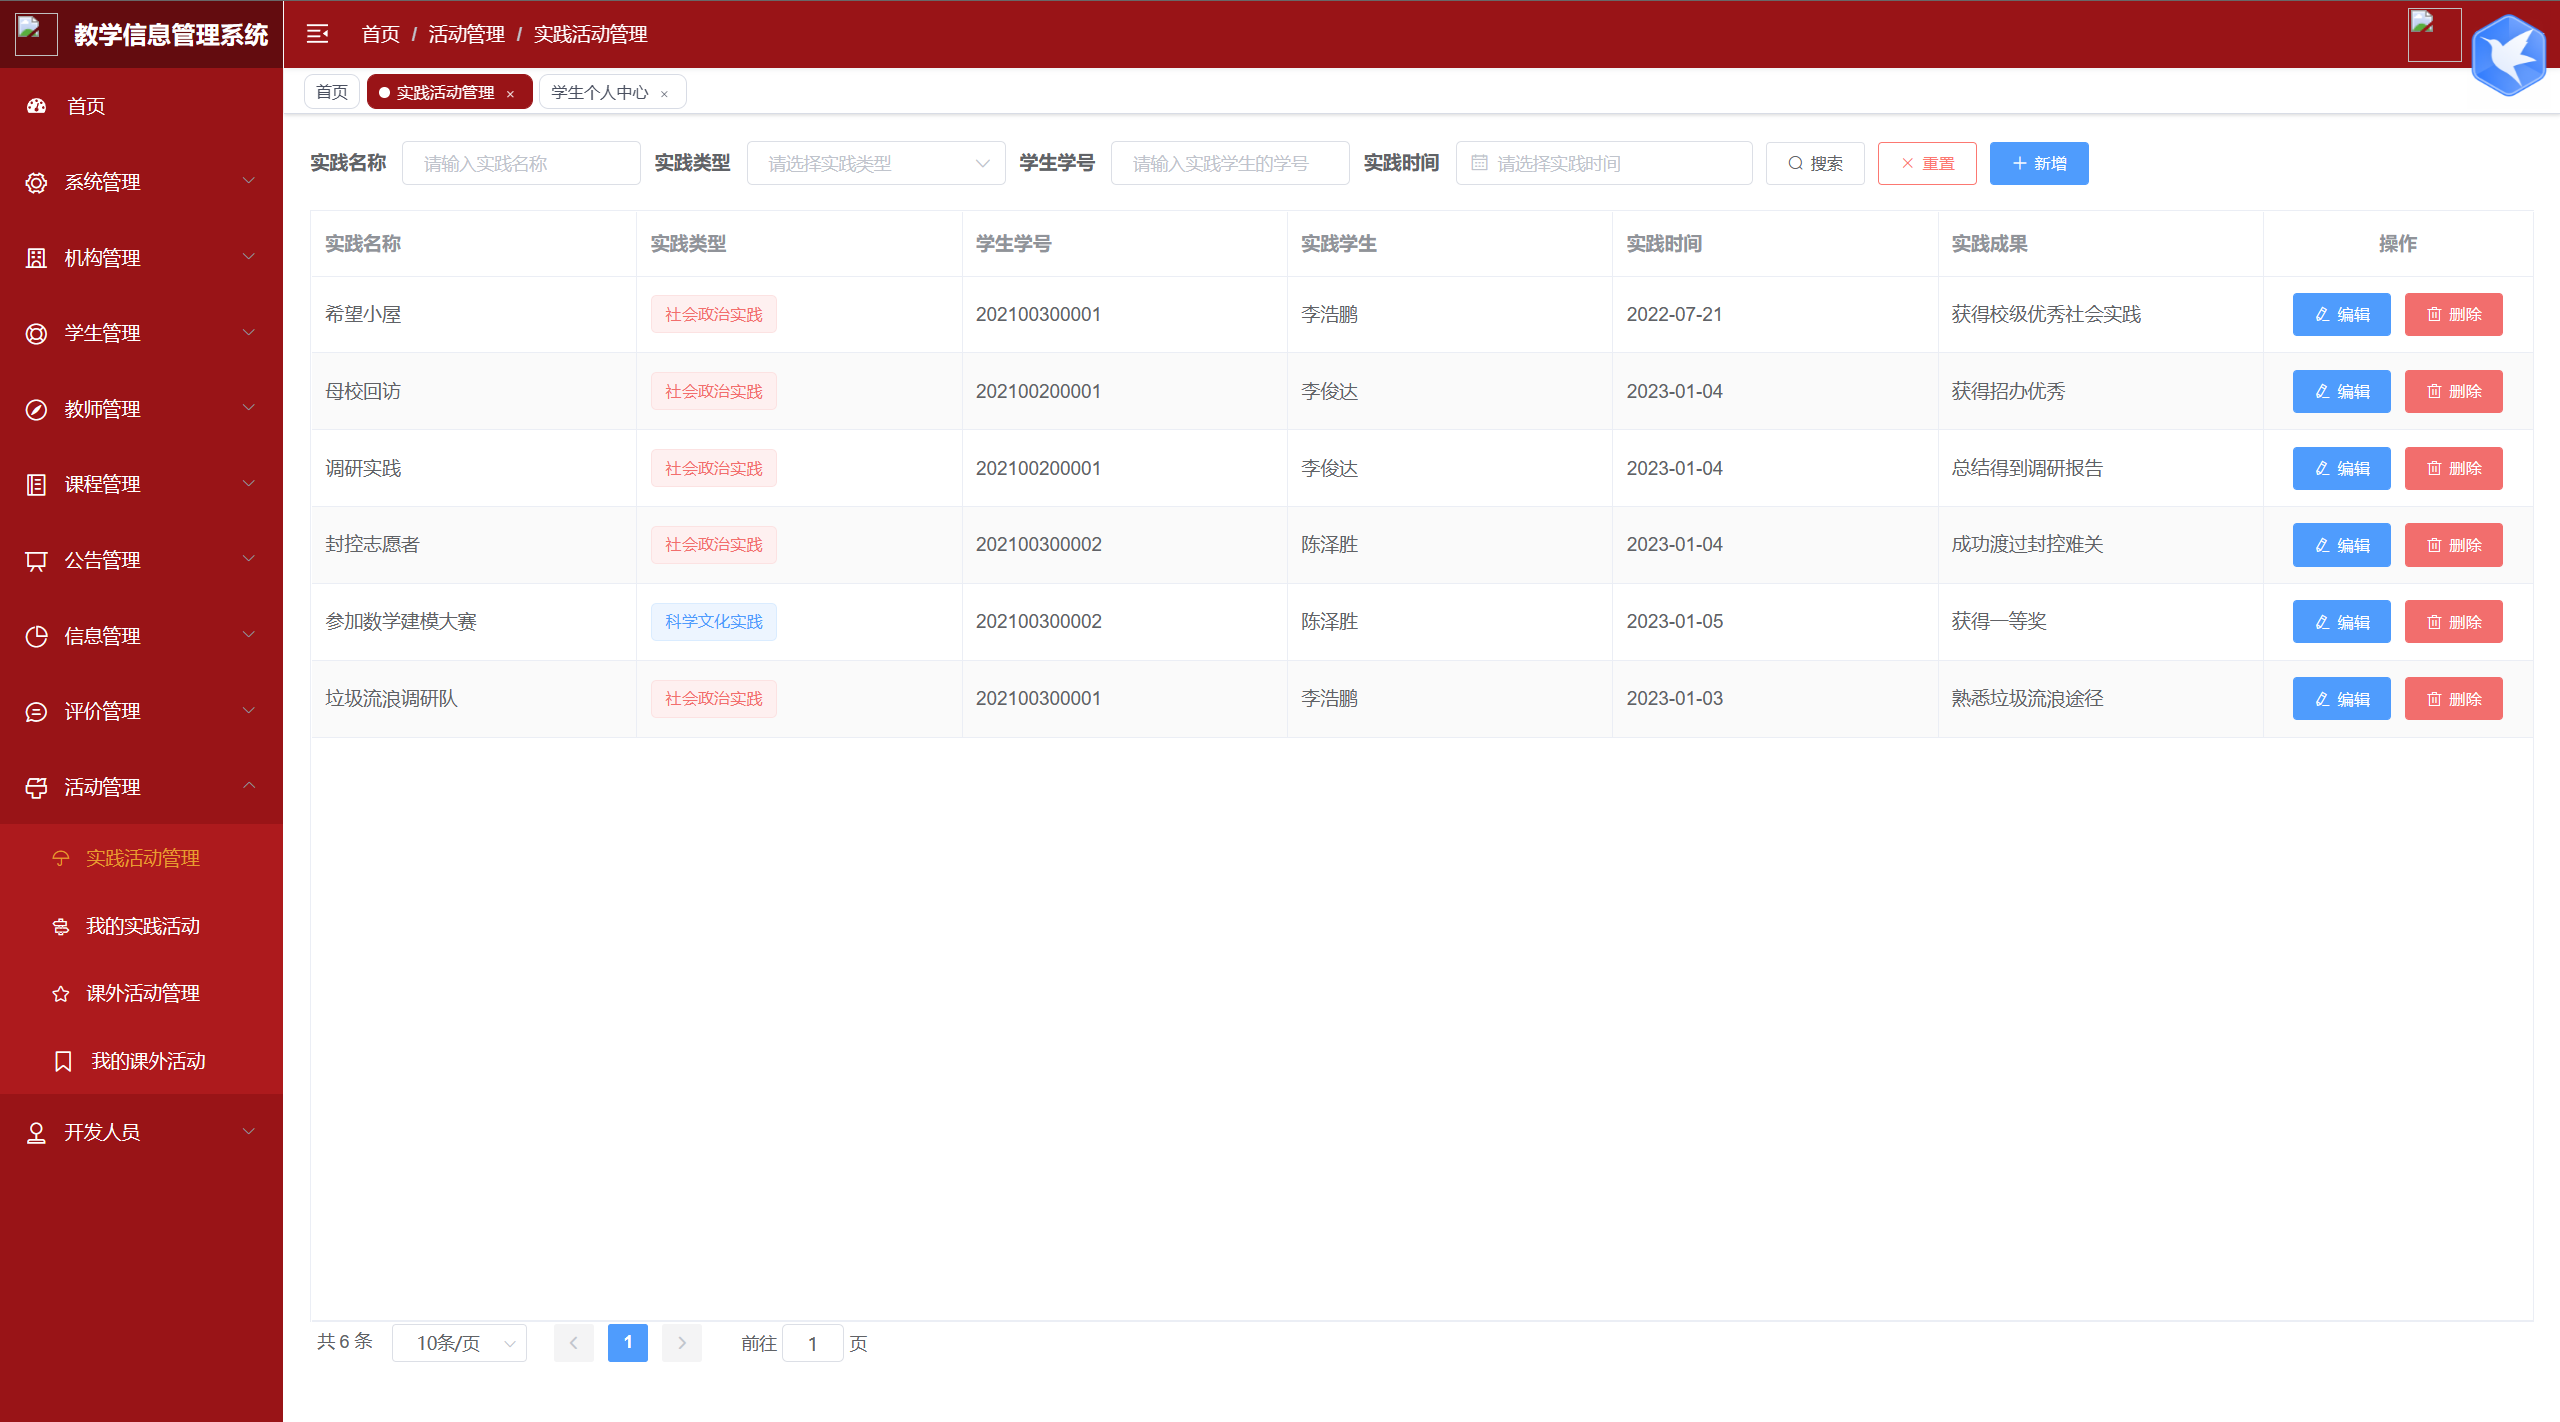 教学信息管理系统
首页 / 活动管理 / 实践活动管理
首页
实践活动管理 ×
学生个人中心 ×
首页
系统管理
机构管理
学生管理
教师管理
课程管理
公告管理
信息管理
评价管理
活动管理
实践活动管理
我的实践活动
课外活动管理
我的课外活动
开发人员
实践名称 请输入实践名称 实践类型 请选择实践类型 学生学号 请输入实践学生的学号 实践时间 请选择实践时间 搜索 重置 新增
实践名称 实践类型 学生学号 实践学生 实践时间 实践成果 操作
希望小屋 社会政治实践 202100300001 李浩鹏 2022-07-21 获得校级优秀社会实践 编辑 删除
母校回访 社会政治实践 202100200001 李俊达 2023-01-04 获得招办优秀 编辑 删除
调研实践 社会政治实践 202100200001 李俊达 2023-01-04 总结得到调研报告 编辑 删除
封控志愿者 社会政治实践 202100300002 陈泽胜 2023-01-04 成功渡过封控难关 编辑 删除
参加数学建模大赛 科学文化实践 202100300002 陈泽胜 2023-01-05 获得一等奖 编辑 删除
垃圾流浪调研队 社会政治实践 202100300001 李浩鹏 2023-01-03 熟悉垃圾流浪途径 编辑 删除
共 6 条 10条/页 1 前往 1 页